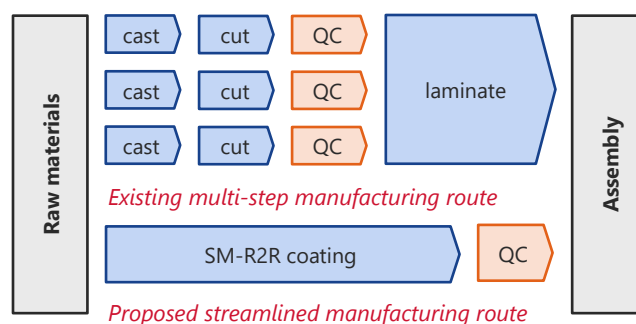 Raw materials
cast cut QC
cast cut QC
cast cut QC
laminate
Existing multi-step manufacturing route
SM-R2R coating QC
Proposed streamlined manufacturing route
Assembly